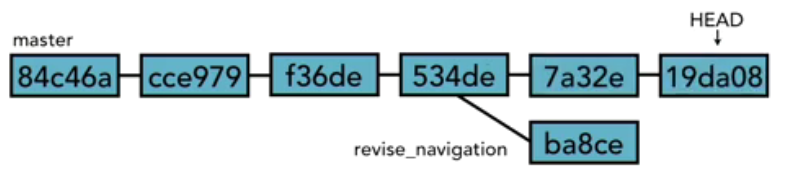 HEAD
master
84c46a cce979 f36de 534de 7a32e 19da08
revise_navigation ba8ce